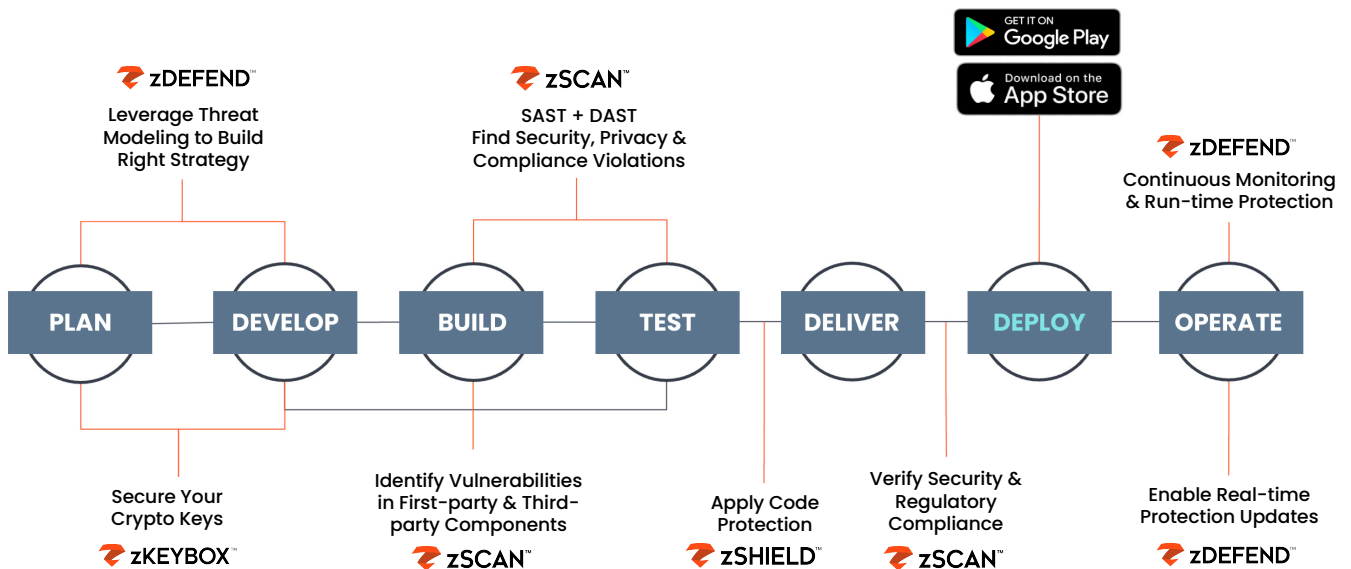 GET IT ON
Google Play
Download on the
App Store
zDEFEND™
Leverage Threat
Modeling to Build
Right Strategy
zSCAN™
SAST + DAST
Find Security, Privacy &
Compliance Violations
zDEFEND™
Continuous Monitoring
& Run-time Protection
PLAN
DEVELOP
BUILD
TEST
DELIVER
DEPLOY
OPERATE
Secure Your
Crypto Keys
zKEYBOX™
Identify Vulnerabilities
in First-party & Third-
party Components
zSCAN™
Apply Code
Protection
zSHIELD™
Verify Security &
Regulatory
Compliance
zSCAN™
Enable Real-time
Protection Updates
zDEFEND™